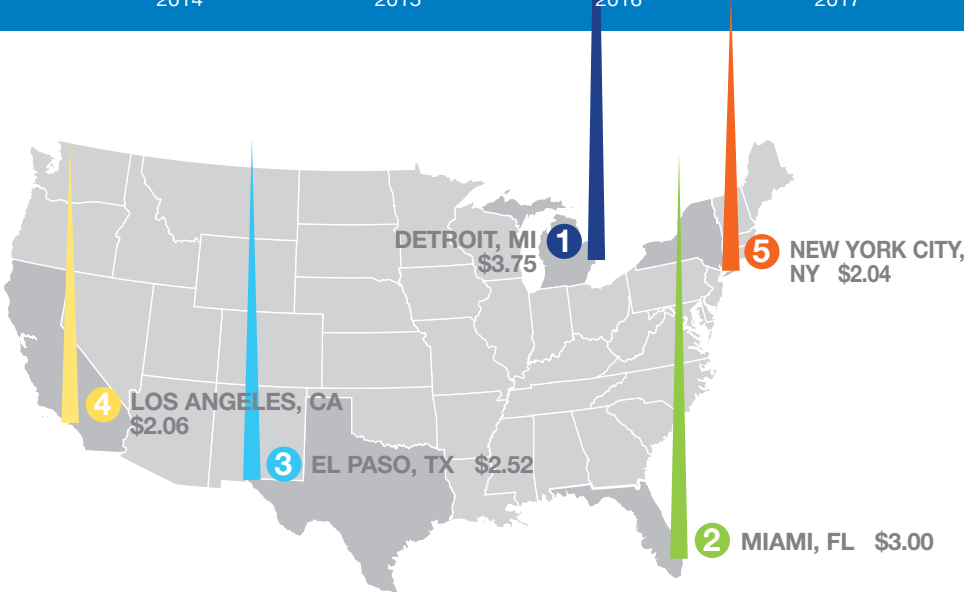 2014 2015 2016 2017
DETROIT, MI 1
$3.75
5 NEW YORK CITY,
NY $2.04
4 LOS ANGELES, CA
$2.06
3 EL PASO, TX $2.52
2 MIAMI, FL $3.00